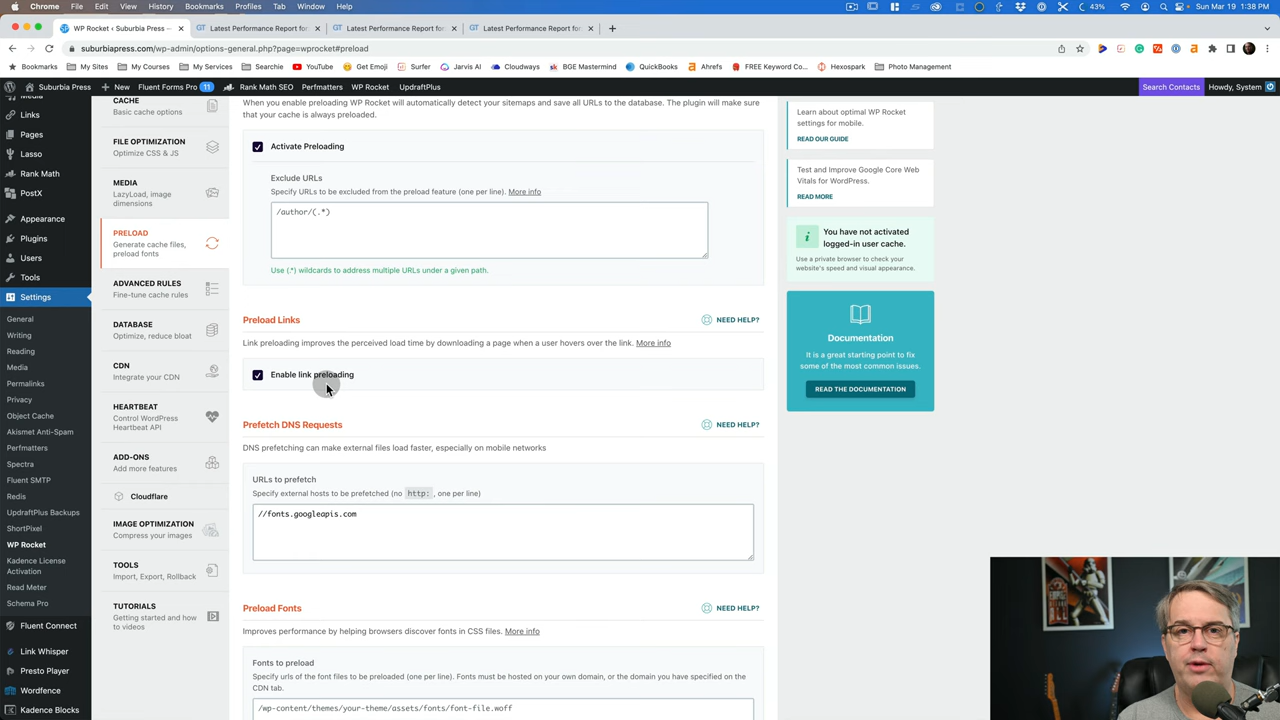 Chrome File Edit View History Bookmarks Profiles Tab Window Help 43% Sun Mar 19 1:38 PM
WP Rocket ‹ Suburbia Press — Latest Performance Report for: Latest Performance Report for: Latest Performance Report for:
suburbiapress.com/wp-admin/options-general.php?page=wprocket#preload
Bookmarks My Sites My Courses My Services Searchie YouTube Get Emoji Surfer Jarvis AI Cloudways BGE Mastermind QuickBooks Ahrefs FREE Keyword Co... Hexospark Photo Management
Suburbia Press New Fluent Forms Pro 11 Rank Math SEO Perfmatters WP Rocket UpdraftPlus Search Contacts Howdy, System
Media
Links
Pages
Lasso
Rank Math
PostX
Appearance
Plugins
Users
Tools
Settings
General
Writing
Reading
Media
Permalinks
Privacy
Object Cache
Akismet Anti-Spam
Perfmatters
Spectra
Fluent SMTP
Redis
UpdraftPlus Backups
ShortPixel
WP Rocket
Kadence License
Activation
Read Meter
Schema Pro
Fluent Connect
Link Whisper
Presto Player
Wordfence
Kadence Blocks
CACHE
Basic cache options
FILE OPTIMIZATION
Optimize CSS & JS
MEDIA
LazyLoad, image
dimensions
PRELOAD
Generate cache files,
preload fonts
ADVANCED RULES
Fine-tune cache rules
DATABASE
Optimize, reduce bloat
CDN
Integrate your CDN
HEARTBEAT
Control WordPress
Heartbeat API
ADD-ONS
Add more features
Cloudflare
IMAGE OPTIMIZATION
Compress your images
TOOLS
Import, Export, Rollback
TUTORIALS
Getting started and how
to videos
When you enable preloading WP Rocket will automatically detect your sitemaps and save all URLs to the database. The plugin will make sure
that your cache is always preloaded.
Activate Preloading
Exclude URLs
Specify URLs to be excluded from the preload feature (one per line). More info
/author/(.*)
Use (.*) wildcards to address multiple URLs under a given path.
Preload Links NEED HELP?
Link preloading improves the perceived load time by downloading a page when a user hovers over the link. More info
Enable link preloading
Prefetch DNS Requests NEED HELP?
DNS prefetching can make external files load faster, especially on mobile networks
URLs to prefetch
Specify external hosts to be prefetched (no http: , one per line)
//fonts.googleapis.com
Preload Fonts NEED HELP?
Improves performance by helping browsers discover fonts in CSS files. More info
Fonts to preload
Specify urls of the font files to be preloaded (one per line). Fonts must be hosted on your own domain, or the domain you have specified on the
CDN tab.
/wp-content/themes/your-theme/assets/fonts/font-file.woff
Learn about optimal WP Rocket
settings for mobile.
READ OUR GUIDE
Test and Improve Google Core Web
Vitals for WordPress.
READ MORE
You have not activated
logged-in user cache.
Use a private browser to check your
website's speed and visual appearance.
Documentation
It is a great starting point to fix
some of the most common issues.
READ THE DOCUMENTATION